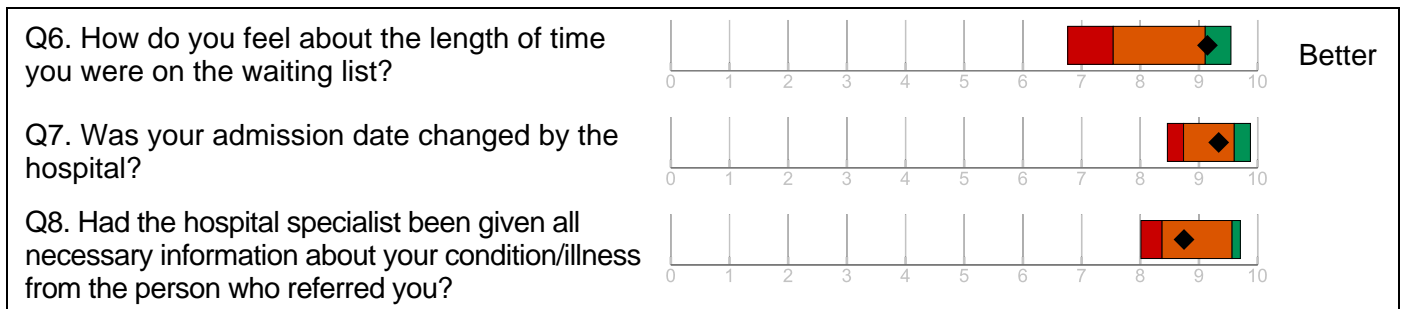 Q6. How do you feel about the length of time
you were on the waiting list?
0 1 2 3 4 5 6 7 8 9 10
Better
Q7. Was your admission date changed by the
hospital?
0 1 2 3 4 5 6 7 8 9 10
Q8. Had the hospital specialist been given all
necessary information about your condition/illness
from the person who referred you?
0 1 2 3 4 5 6 7 8 9 10